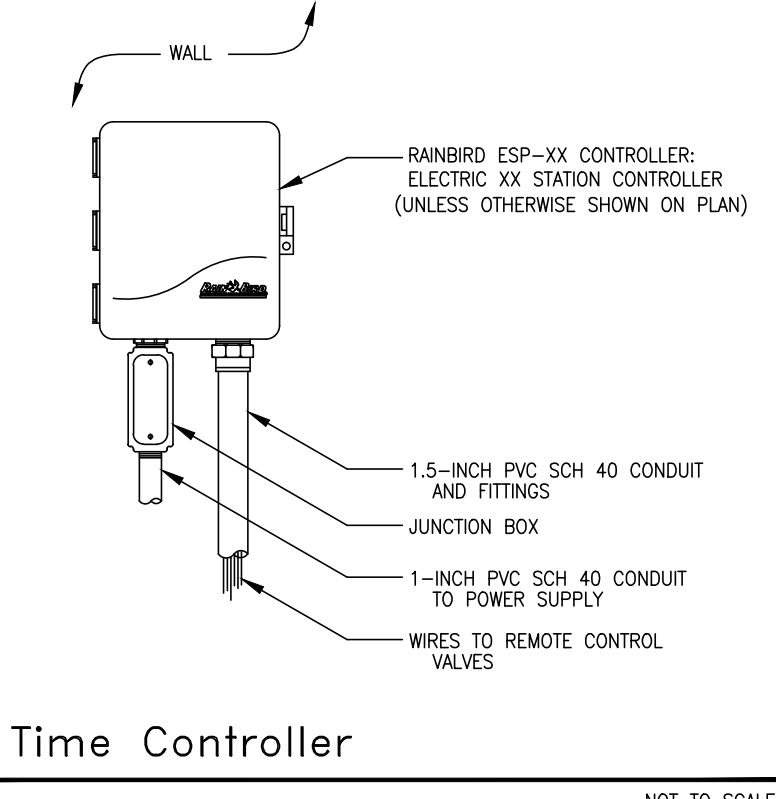 WALL
RAINBIRD ESP-XX CONTROLLER:
ELECTRIC XX STATION CONTROLLER
(UNLESS OTHERWISE SHOWN ON PLAN)
RAIN BIRD
1.5-INCH PVC SCH 40 CONDUIT
AND FITTINGS
JUNCTION BOX
1-INCH PVC SCH 40 CONDUIT
TO POWER SUPPLY
WIRES TO REMOTE CONTROL
VALVES
Time Controller
NOT TO SCALE